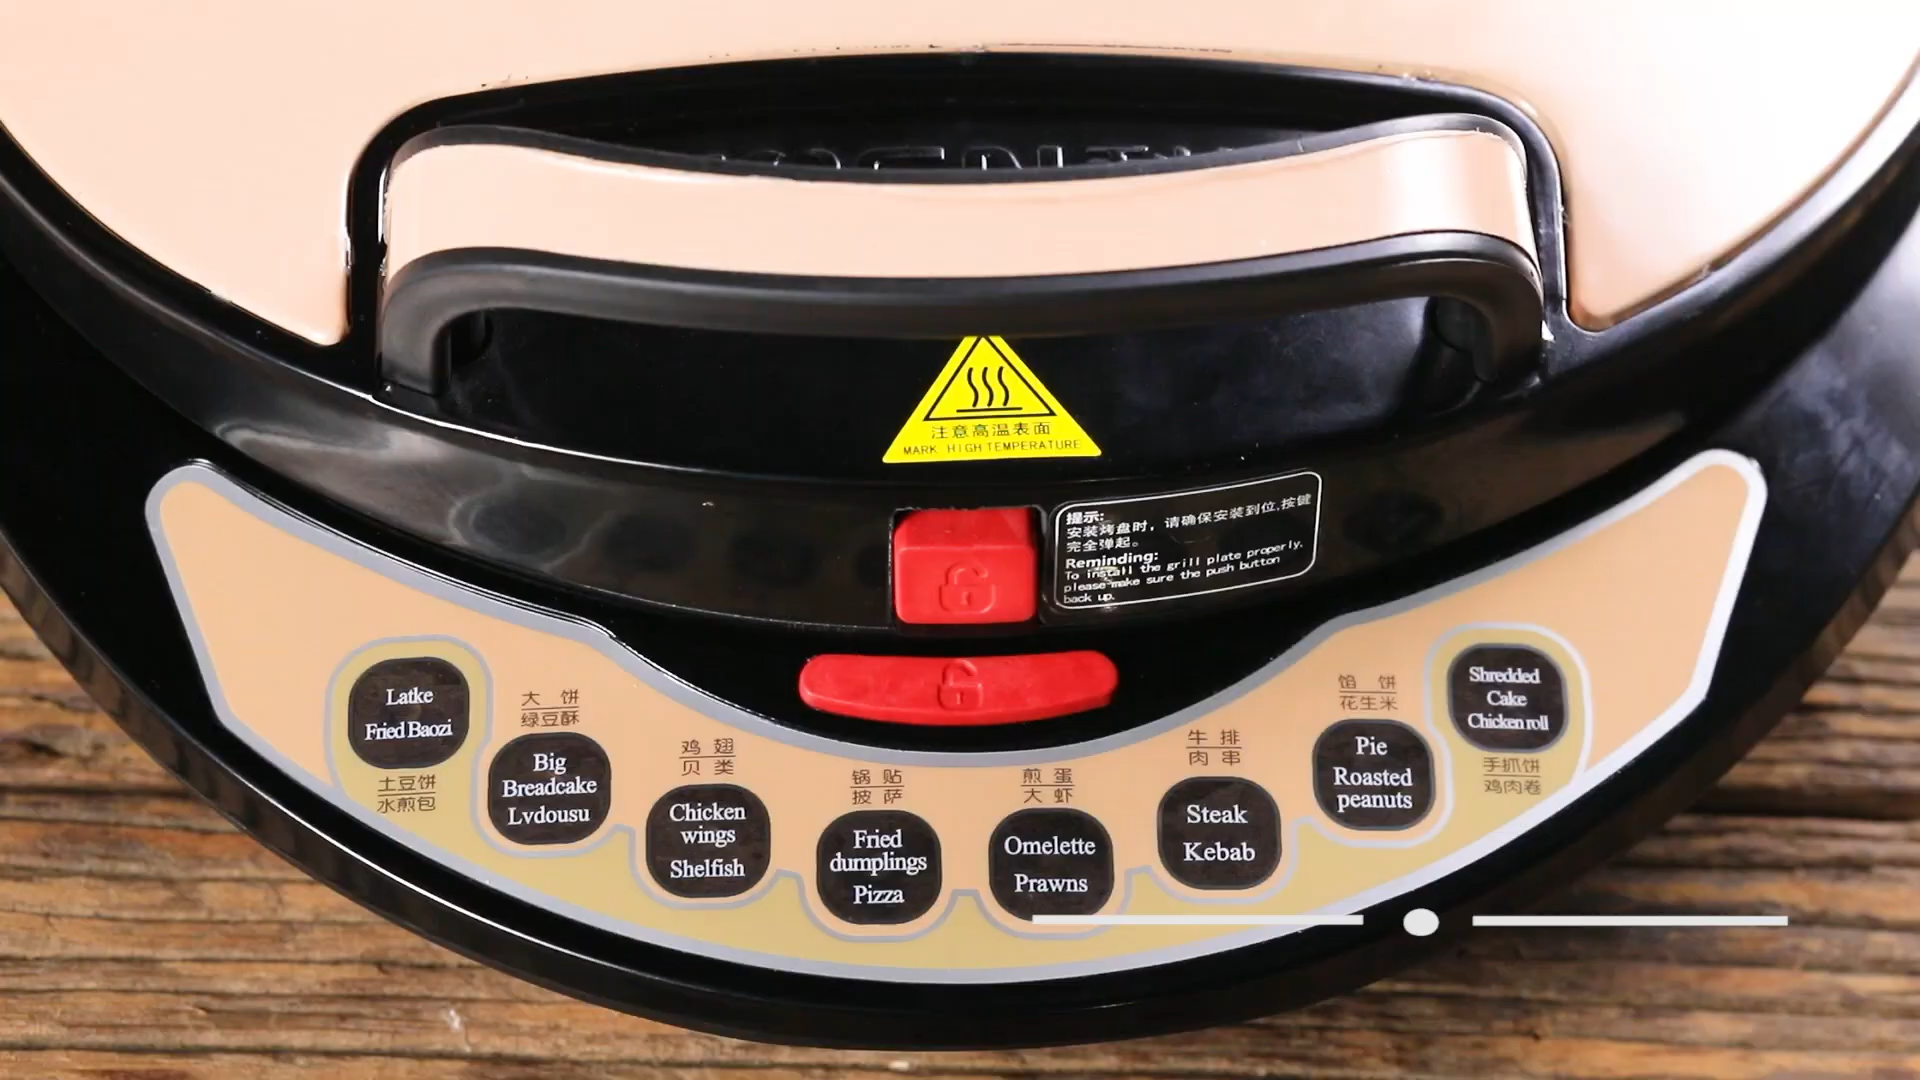 注意高温表面
MARK HIGH TEMPERATURE
提示:
安装烤盘时，请确保安装到位,按键
完全弹起。
Reminding:
To install the grill plate properly,
please make sure the push button
back up.
Latke
Fried Baozi
土豆饼
水煎包
大饼
绿豆酥
Big
Breadcake
Lvdousu
鸡翅
贝类
Chicken
wings
Shelfish
锅贴
披萨
Fried
dumplings
Pizza
煎蛋
大虾
Omelette
Prawns
牛排
肉串
Steak
Kebab
馅饼
花生米
Pie
Roasted
peanuts
Shredded
Cake
Chicken roll
手抓饼
鸡肉卷